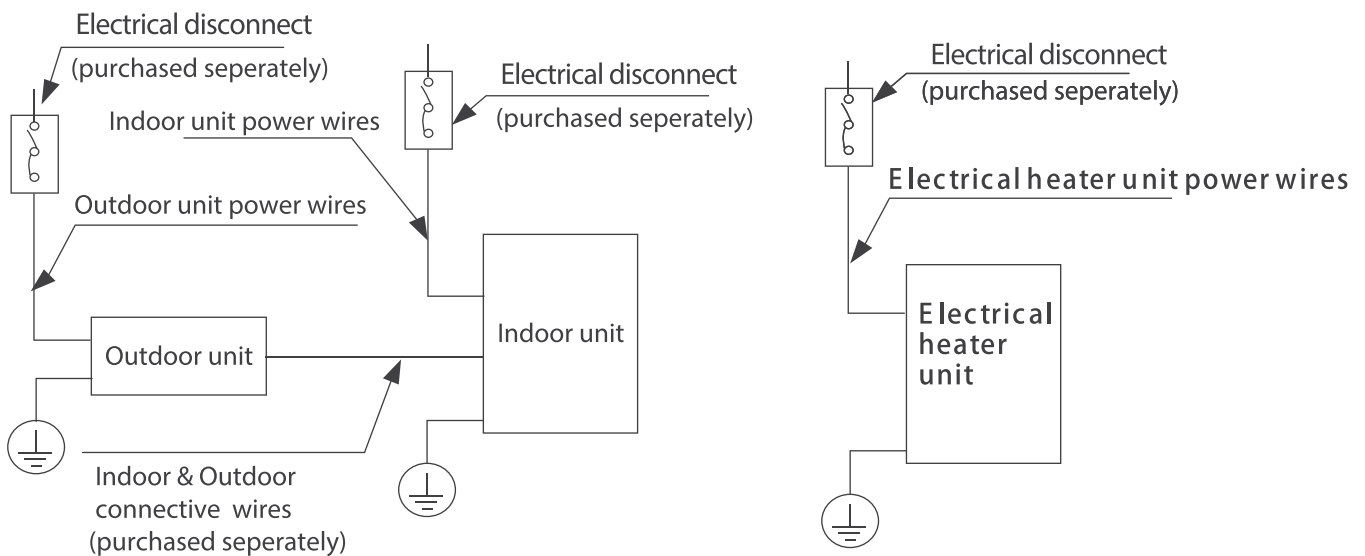 Electrical disconnect
(purchased seperately)
Electrical disconnect
(purchased seperately)
Indoor unit power wires
Outdoor unit power wires
Outdoor unit
Indoor unit
Indoor & Outdoor
connective wires
(purchased seperately)
Electrical disconnect
(purchased seperately)
Electrical heater unit power wires
Electrical
heater
unit